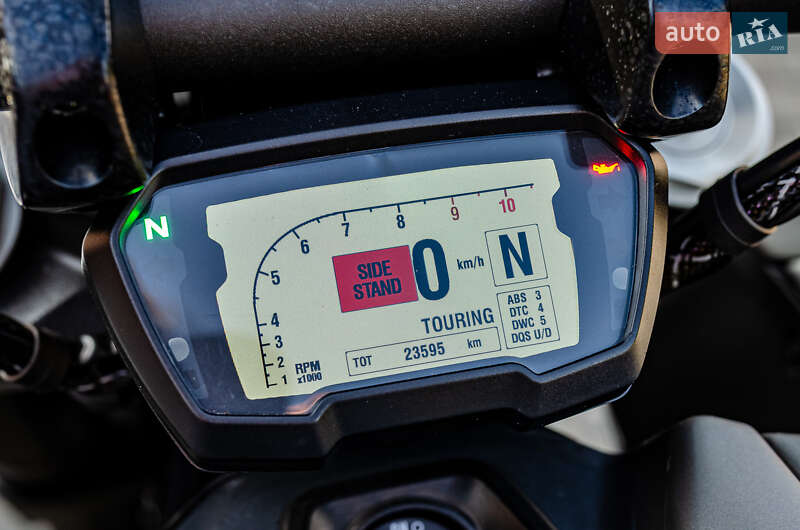 auto RIA.com
N
7 8 9 10
6
5
4
3
2
1
RPM
x1000
SIDE
STAND
0 km/h
N
TOURING
ABS 3
DTC 4
DWC 5
DQS U/D
TOT 23595 km